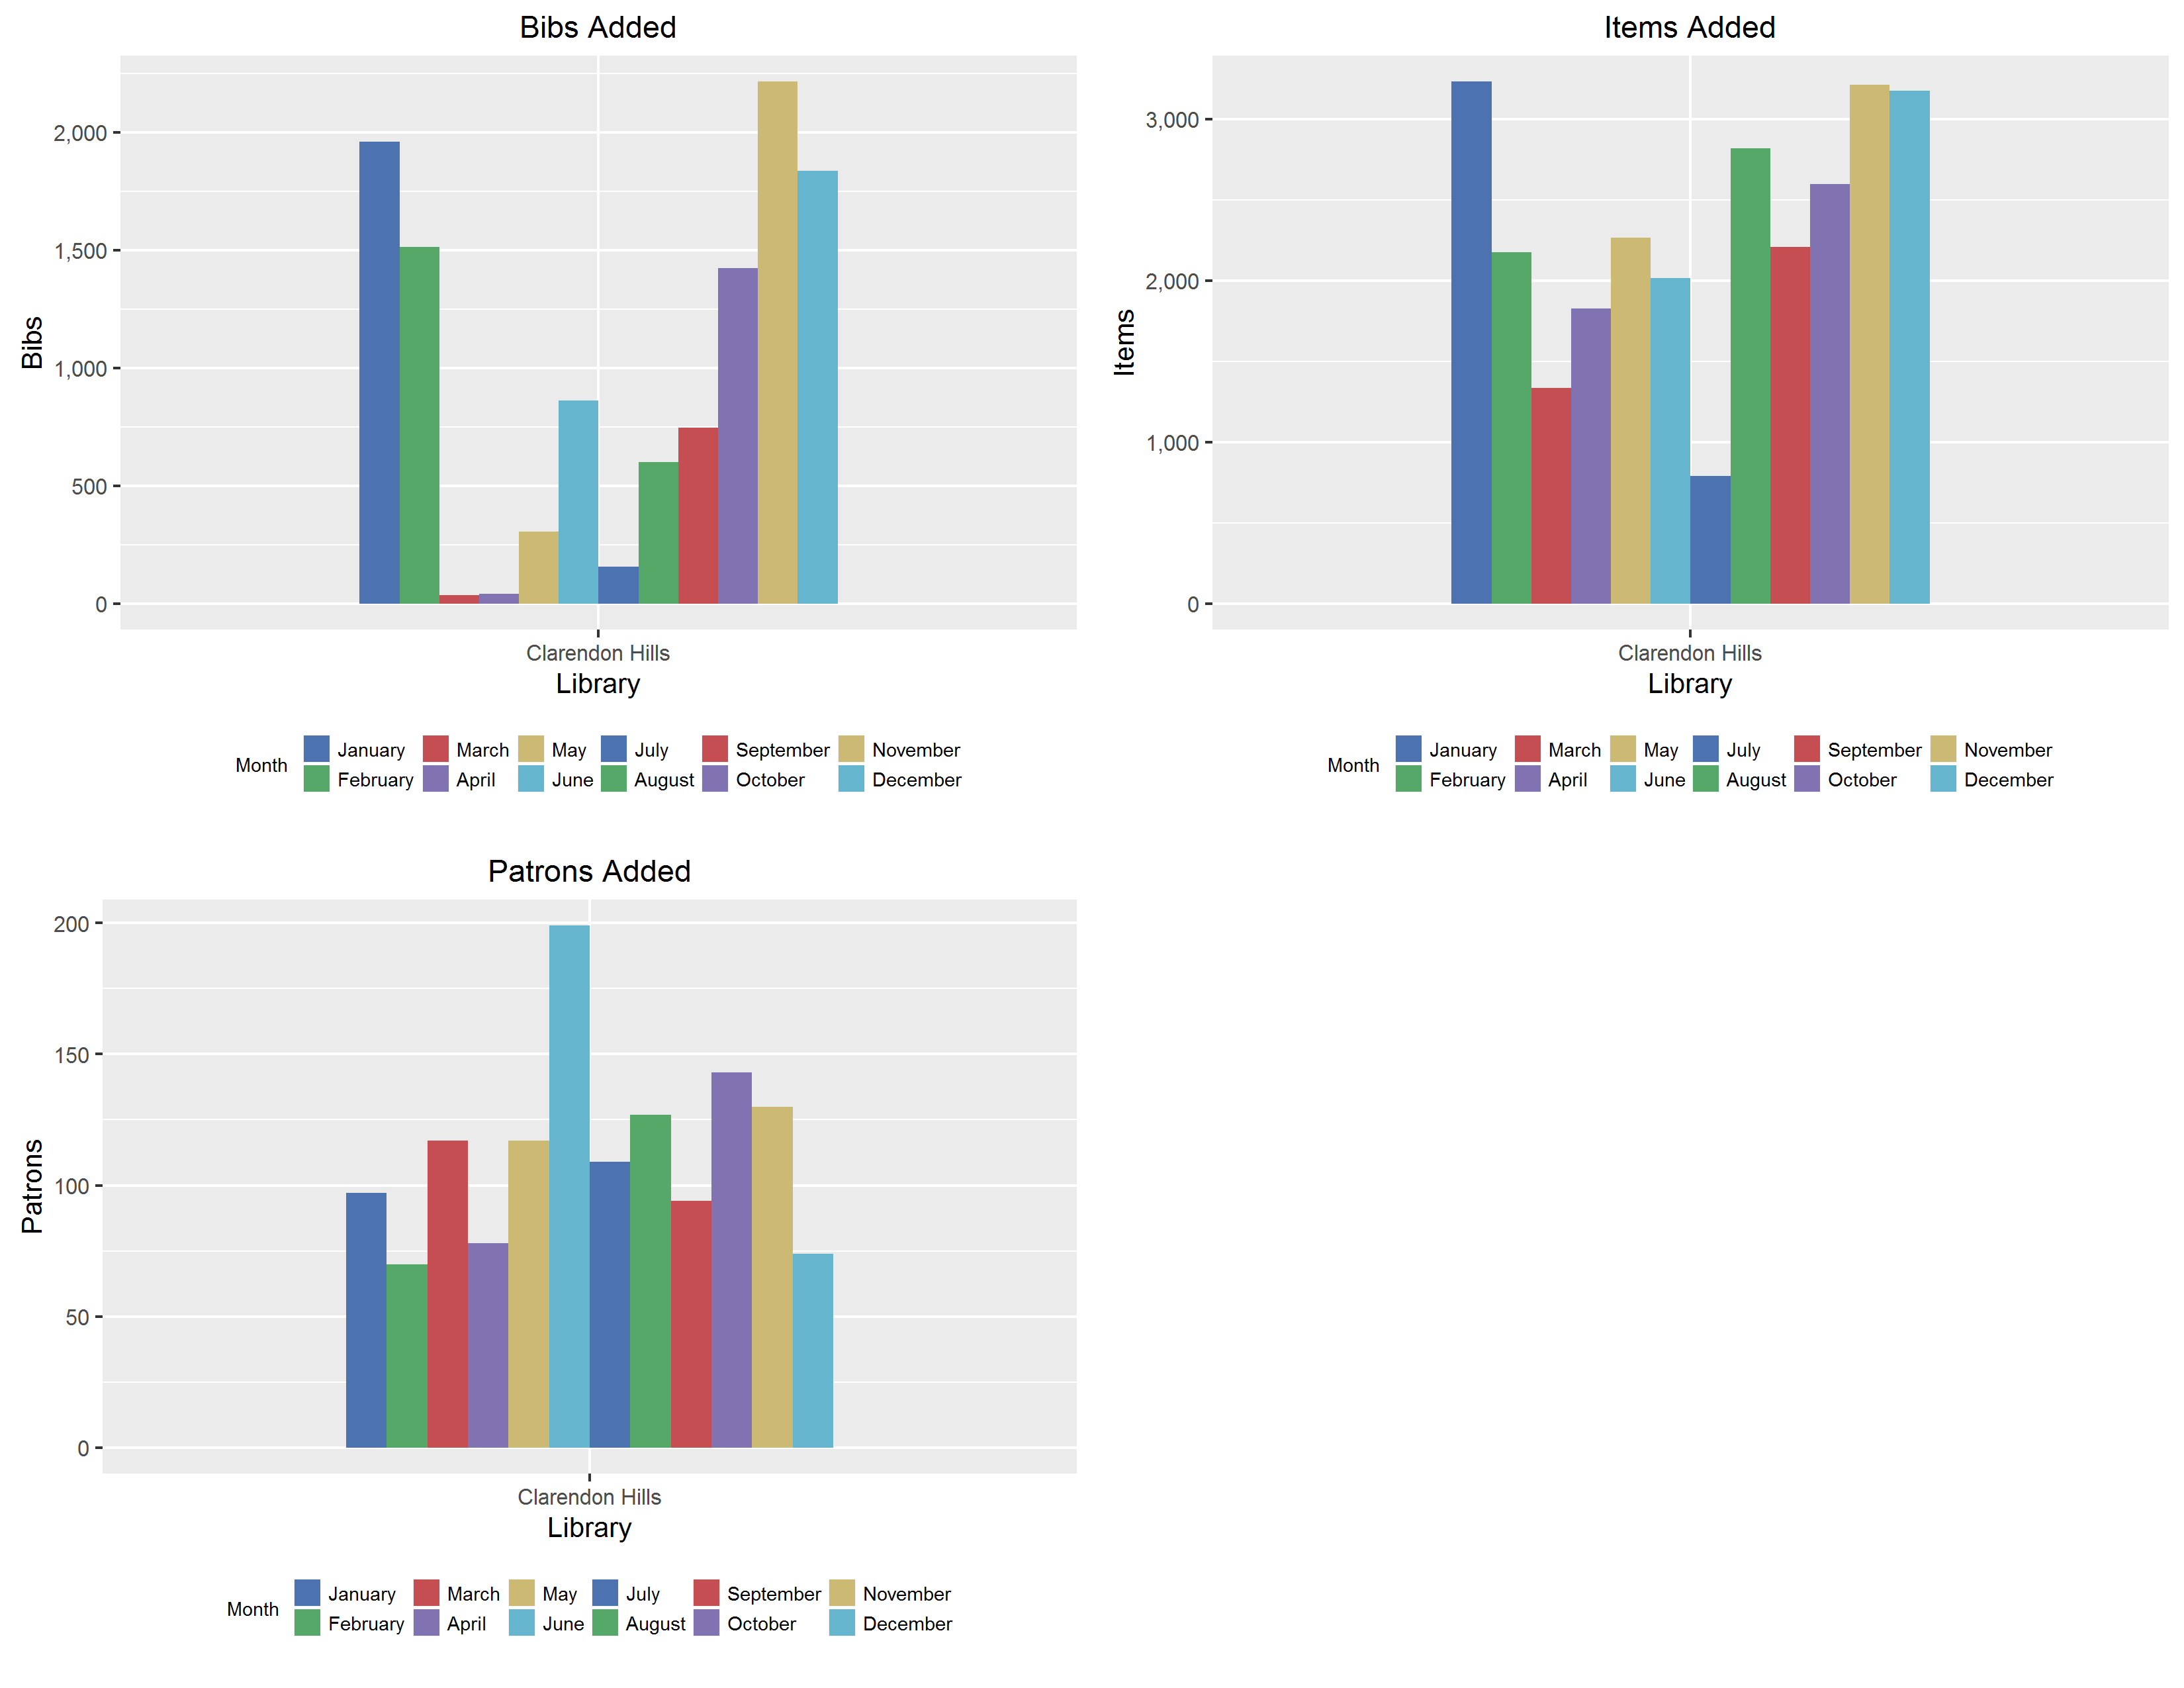 Bibs Added
2,000
1,500
1,000
500
0
Bibs
Clarendon Hills
Library
Month
January March May July September November
February April June August October December
Items Added
3,000
2,000
1,000
0
Items
Clarendon Hills
Library
Month
January March May July September November
February April June August October December
Patrons Added
200
150
100
50
0
Patrons
Clarendon Hills
Library
Month
January March May July September November
February April June August October December